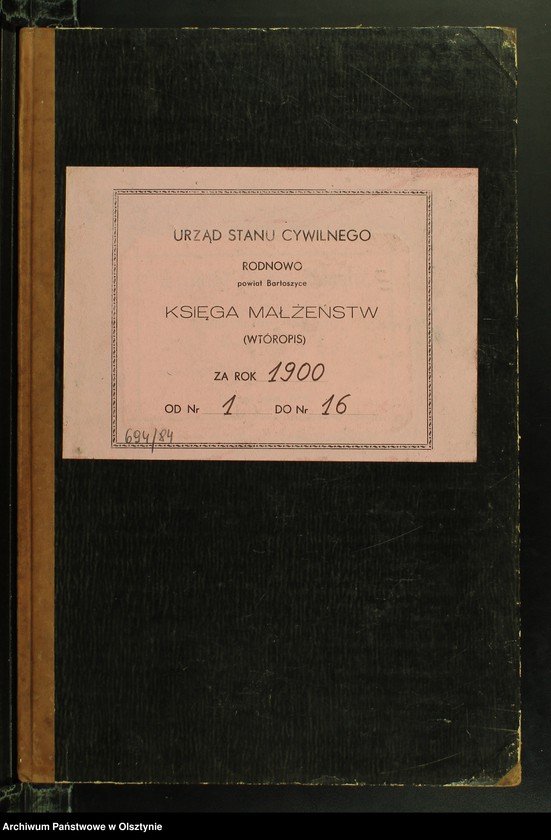 URZĄD STANU CYWILNEGO
RODNOWO
powiat Bartoszyce
KSIĘGA MAŁŻEŃSTW
(WTÓROPIS)
ZA ROK 1900
OD Nr 1 DO Nr 16
694/84
Archiwum Państwowe w Olsztynie